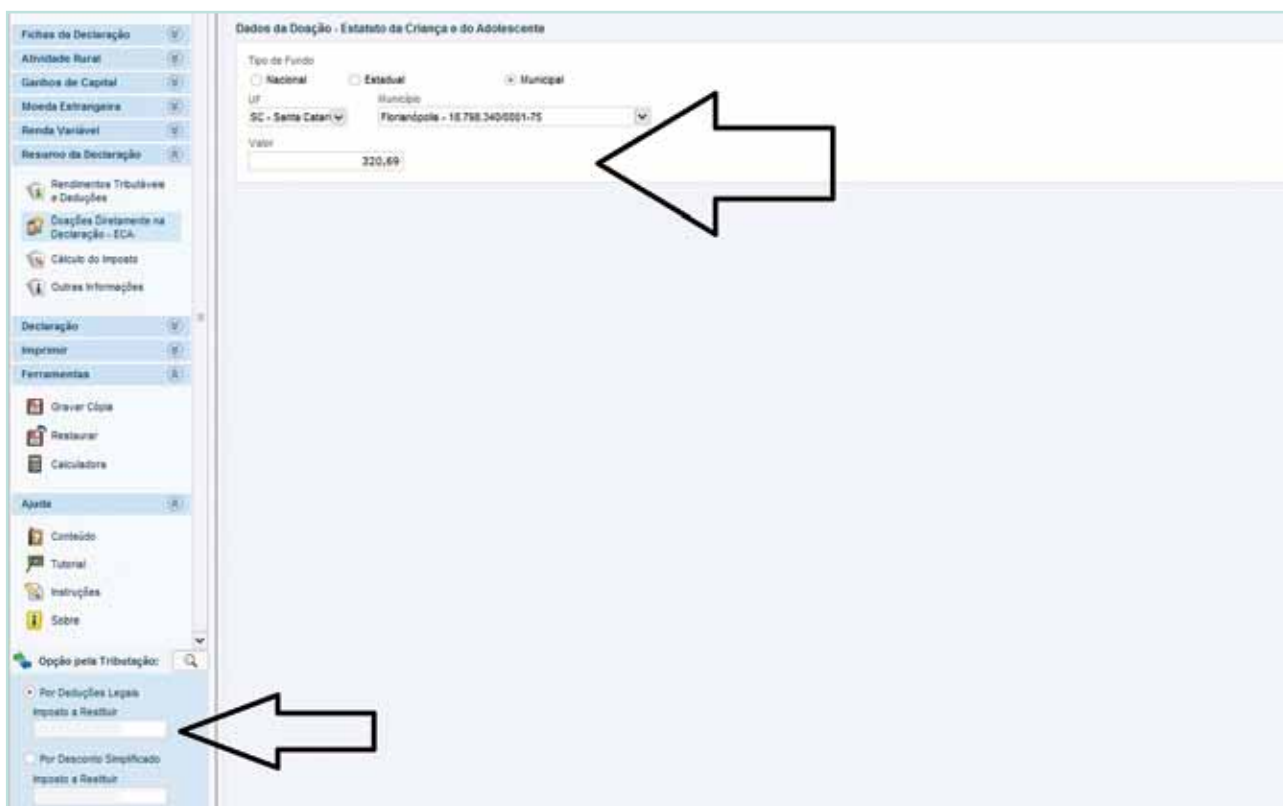 Fichas da Declaração
Atividade Rural
Ganhos de Capital
Moeda Estrangeira
Renda Variável
Resumo da Declaração
Rendimentos Tributáveis
e Deduções
Doações Diretamente na
Declaração - ECA
Cálculo do Imposto
Outras Informações
Declaração
Imprimir
Ferramentas
Gravar Cópia
Restaurar
Calculadora
Ajuda
Conteúdo
Tutorial
Instruções
Sobre
Opção pela Tributação:
Por Deduções Legais
Imposto a Restituir
Por Desconto Simplificado
Imposto a Restituir
Dados da Doação - Estatuto da Criança e do Adolescente
Tipo de Fundo
Nacional Estadual Municipal
UF Município
SC - Santa Catari Florianópolis - 18.798.340/0001-75
Valor
320,69